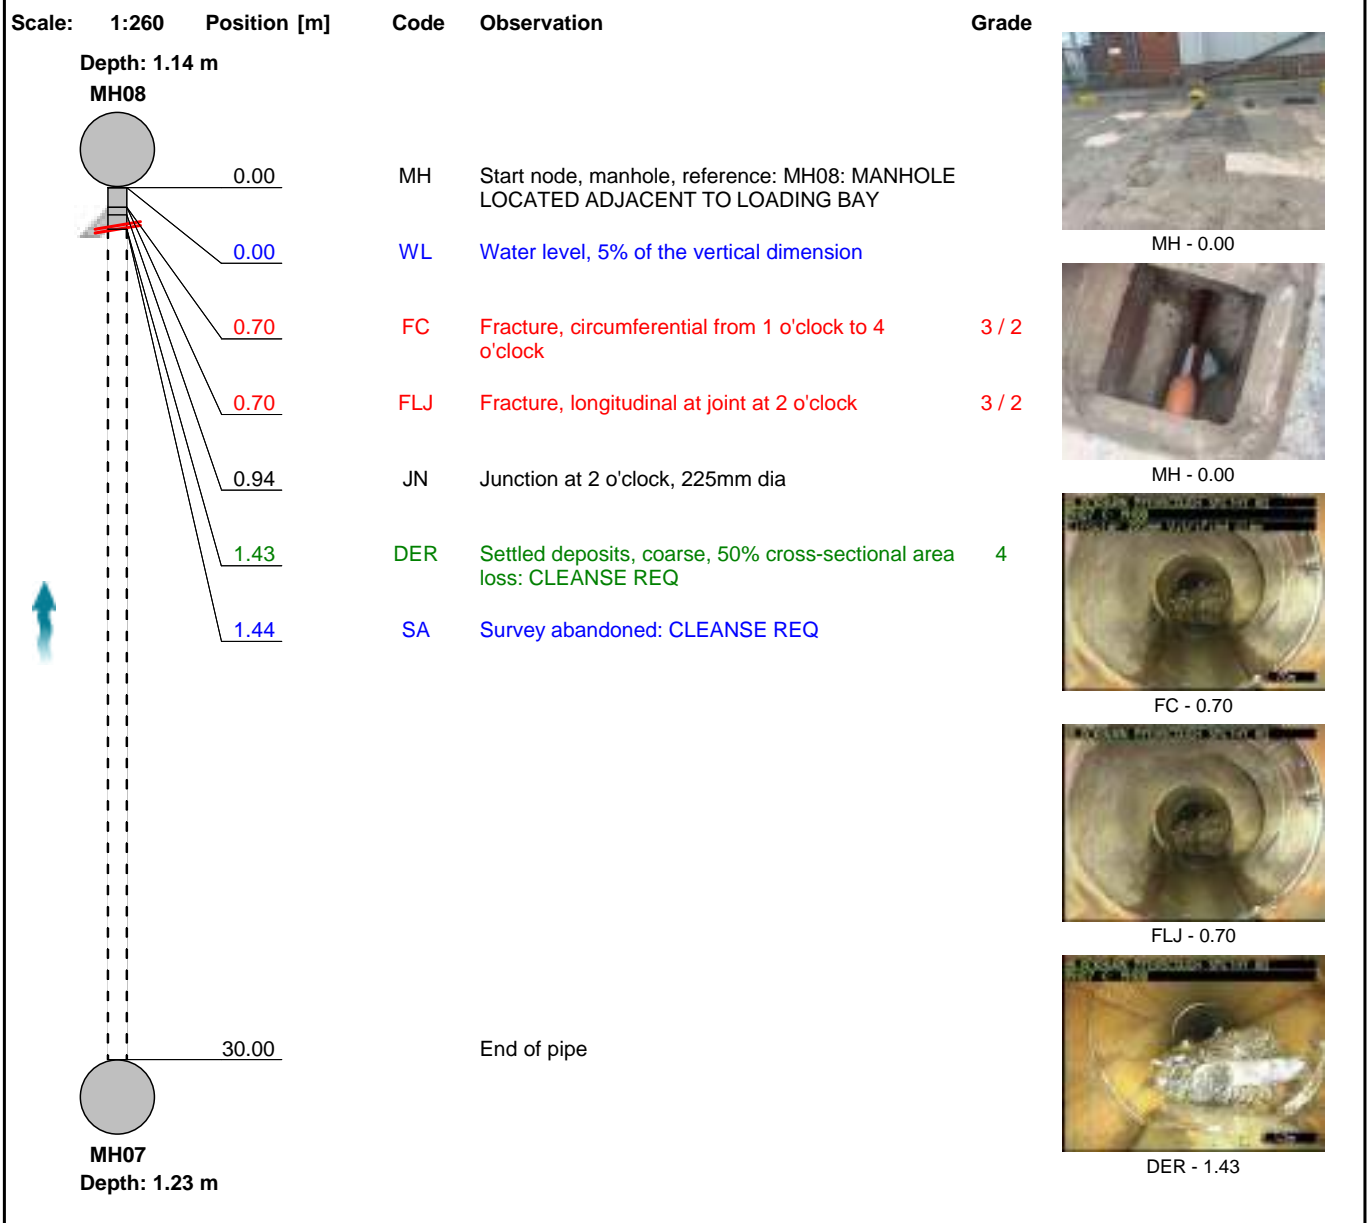 Scale: 1:260 Position [m] Code Observation Grade
Depth: 1.14 m
MH08
0.00 MH Start node, manhole, reference: MH08: MANHOLE
LOCATED ADJACENT TO LOADING BAY
MH - 0.00
0.00 WL Water level, 5% of the vertical dimension
0.70 FC Fracture, circumferential from 1 o'clock to 4 3 / 2
o'clock
0.70 FLJ Fracture, longitudinal at joint at 2 o'clock 3 / 2
MH - 0.00
0.94 JN Junction at 2 o'clock, 225mm dia
1.43 DER Settled deposits, coarse, 50% cross-sectional area 4
loss: CLEANSE REQ
1.44 SA Survey abandoned: CLEANSE REQ
FC - 0.70
FLJ - 0.70
30.00 End of pipe
MH07
DER - 1.43
Depth: 1.23 m